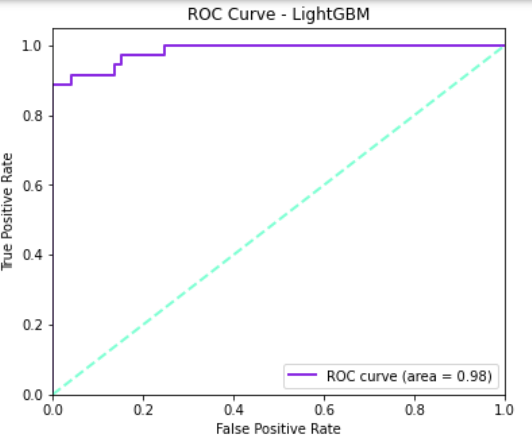 ROC Curve - LightGBM
1.0
0.8
0.6
0.4
0.2
0.0
True Positive Rate
ROC curve (area = 0.98)
0.0 0.2 0.4 0.6 0.8 1.0
False Positive Rate